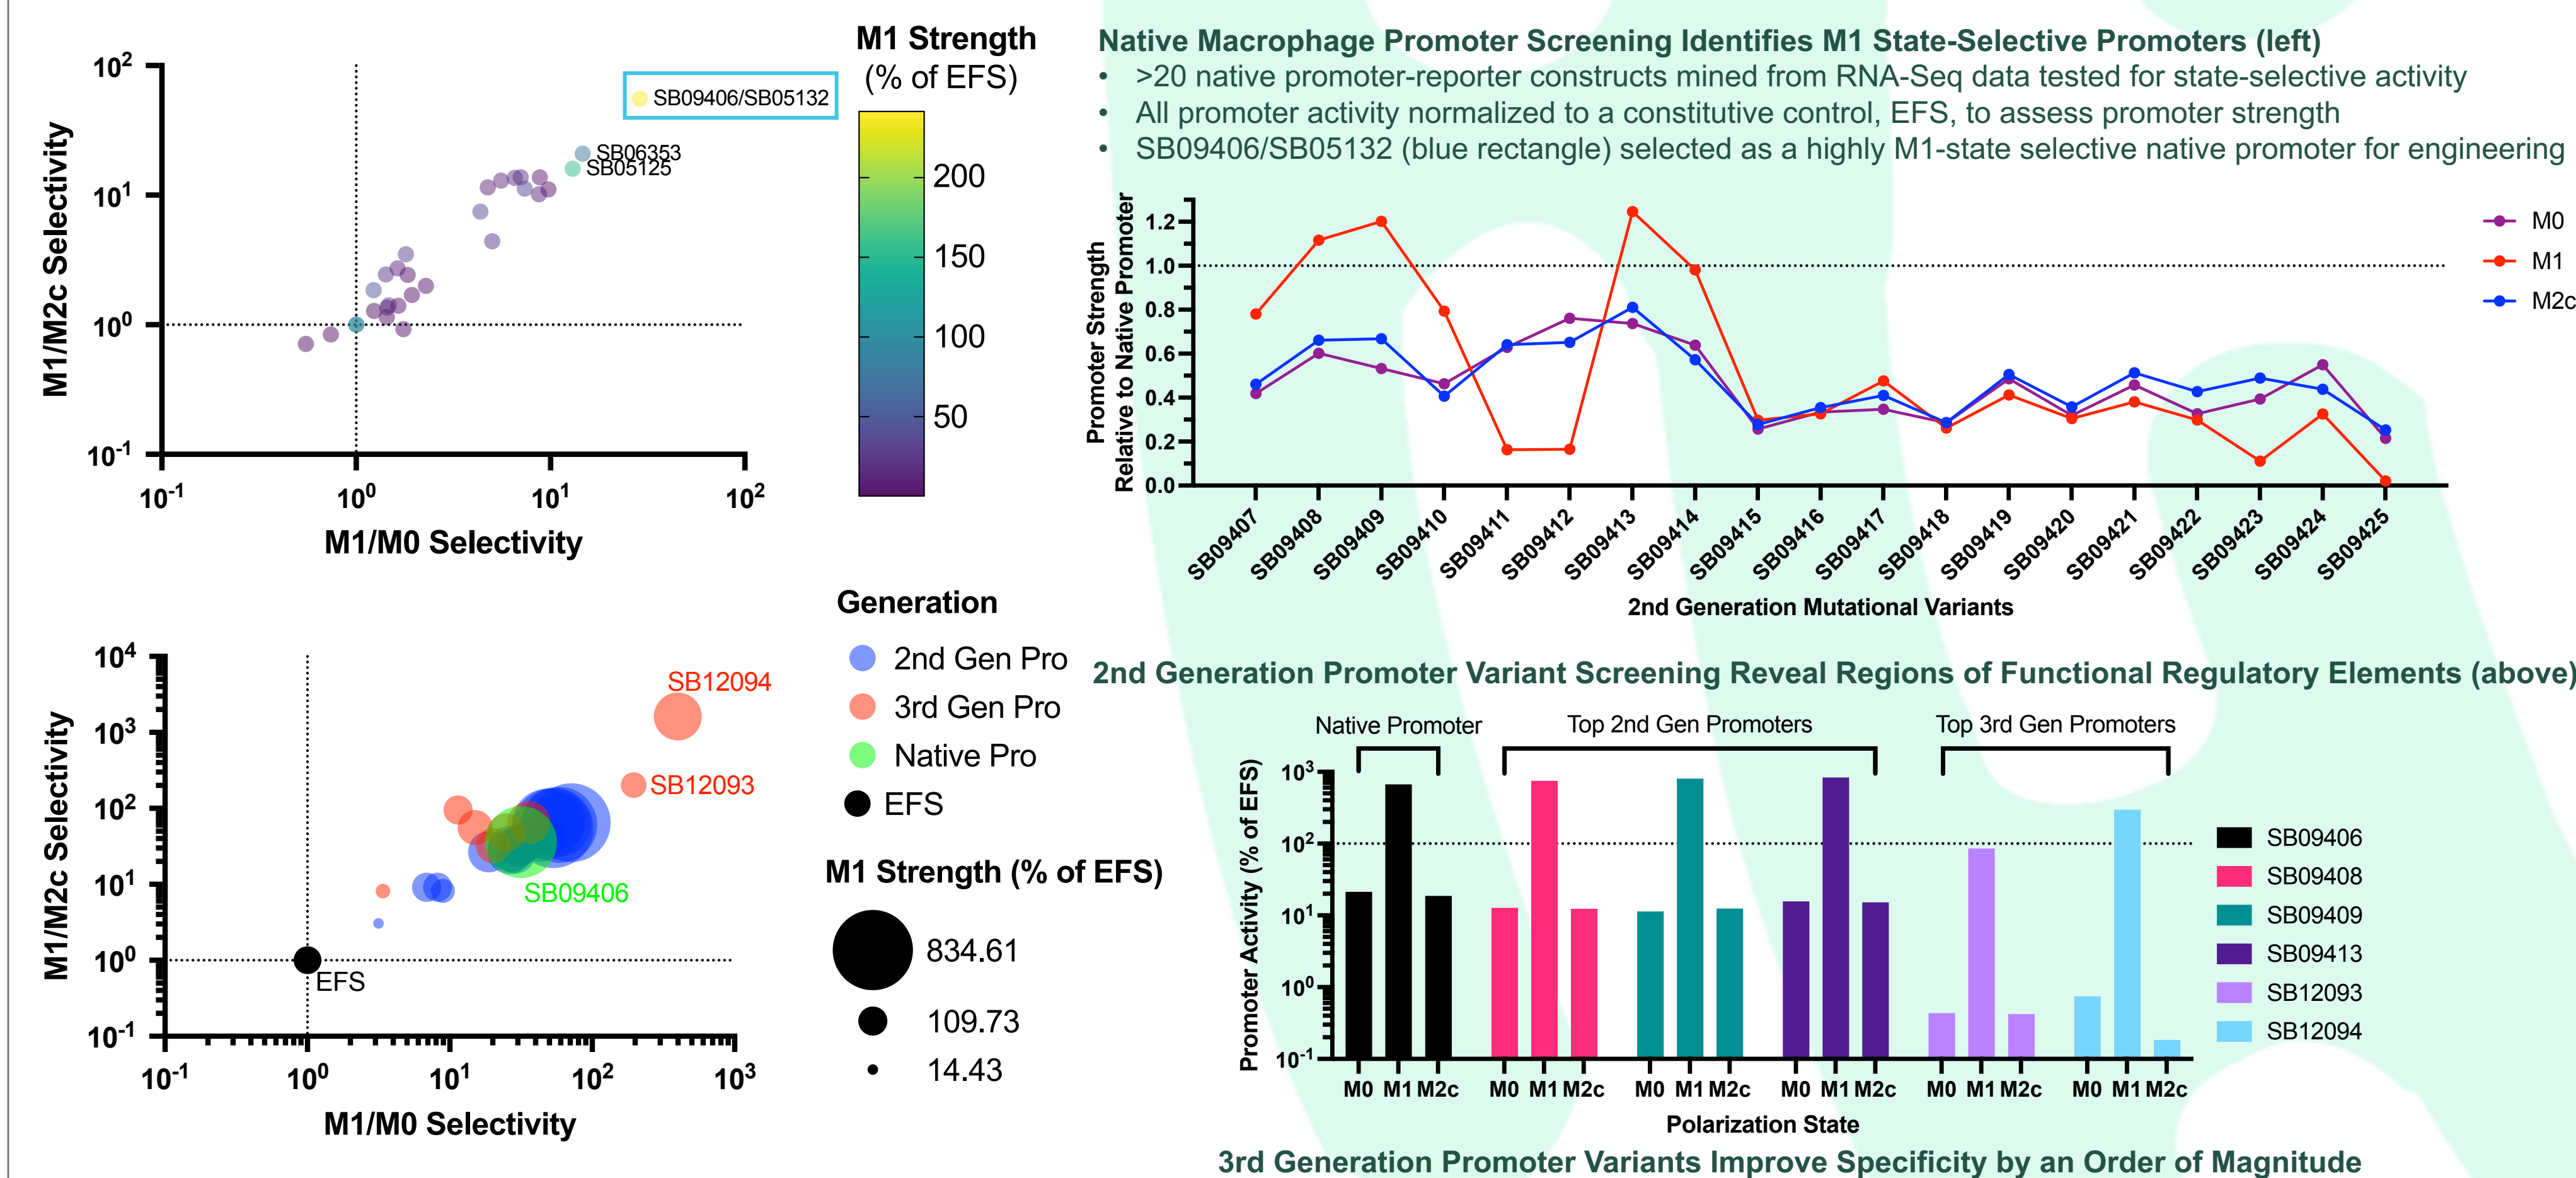 M1/M2c Selectivity
10²
10¹
10⁰
10⁻¹
10⁻¹
10⁰
10¹
10²
M1/M0 Selectivity
SB09406/SB05132
SB06353
SB05125
M1 Strength
(% of EFS)
200
150
100
50
Native Macrophage Promoter Screening Identifies M1 State-Selective Promoters (left)
• >20 native promoter-reporter constructs mined from RNA-Seq data tested for state-selective activity
• All promoter activity normalized to a constitutive control, EFS, to assess promoter strength
• SB09406/SB05132 (blue rectangle) selected as a highly M1-state selective native promoter for engineering
Promoter Strength
Relative to Native Promoter
1.2
1.0
0.8
0.6
0.4
0.2
0.0
M0
M1
M2c
SB09407
SB09408
SB09409
SB09410
SB09411
SB09412
SB09413
SB09414
SB09415
SB09416
SB09417
SB09418
SB09419
SB09420
SB09421
SB09422
SB09423
SB09424
SB09425
2nd Generation Mutational Variants
M1/M2c Selectivity
10⁴
10³
10²
10¹
10⁰
10⁻¹
10⁻¹
10⁰
10¹
10²
10³
M1/M0 Selectivity
SB12094
SB12093
SB09406
EFS
Generation
2nd Gen Pro
3rd Gen Pro
Native Pro
EFS
M1 Strength (% of EFS)
834.61
109.73
14.43
2nd Generation Promoter Variant Screening Reveal Regions of Functional Regulatory Elements (above)
Native Promoter
Top 2nd Gen Promoters
Top 3rd Gen Promoters
Promoter Activity (% of EFS)
10³
10²
10¹
10⁰
10⁻¹
M0 M1 M2c M0 M1 M2c M0 M1 M2c M0 M1 M2c M0 M1 M2c M0 M1 M2c
Polarization State
SB09406
SB09408
SB09409
SB09413
SB12093
SB12094
3rd Generation Promoter Variants Improve Specificity by an Order of Magnitude